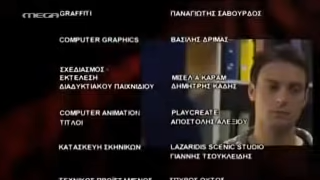 MEGA
GRAFFITI ΠΑΝΑΓΙΩΤΗΣ ΣΑΒΟΥΡΔΟΣ
COMPUTER GRAPHICS ΒΑΣΙΛΗΣ ΔΡΙΜΑΣ
ΣΧΕΔΙΑΣΜΟΣ -
ΕΚΤΕΛΕΣΗ ΜΙΣΕΛ Α ΚΑΡΑΜ
ΔΙΑΔΥΚΤΙΑΚΟΥ ΠΑΙΧΝΙΔΙΟΥ ΔΗΜΗΤΡΗΣ ΚΑΔΗΣ
COMPUTER ANIMATION PLAYCREATE
ΤΙΤΛΟΙ ΑΠΟΣΤΟΛΗΣ ΑΛΕΞΙΟΥ
ΚΑΤΑΣΚΕΥΗ ΣΚΗΝΙΚΩΝ LAZARIDIS SCENIC STUDIO
ΓΙΑΝΝΗΣ ΤΣΟΥΚΛΕΙΔΗΣ